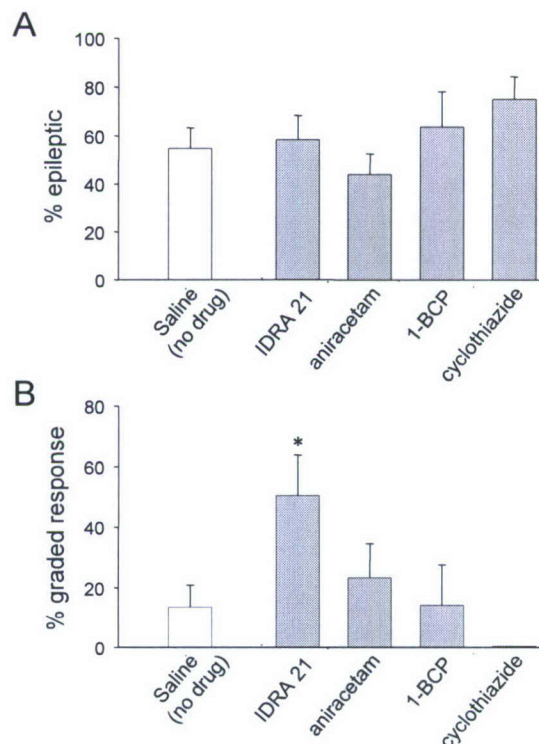 A
% epileptic
100
80
60
40
20
0
Saline
(no drug)
IDRA 21
aniracetam
1-BCP
cyclothiazide
B
% graded response
80
60
40
20
0
*
Saline
(no drug)
IDRA 21
aniracetam
1-BCP
cyclothiazide